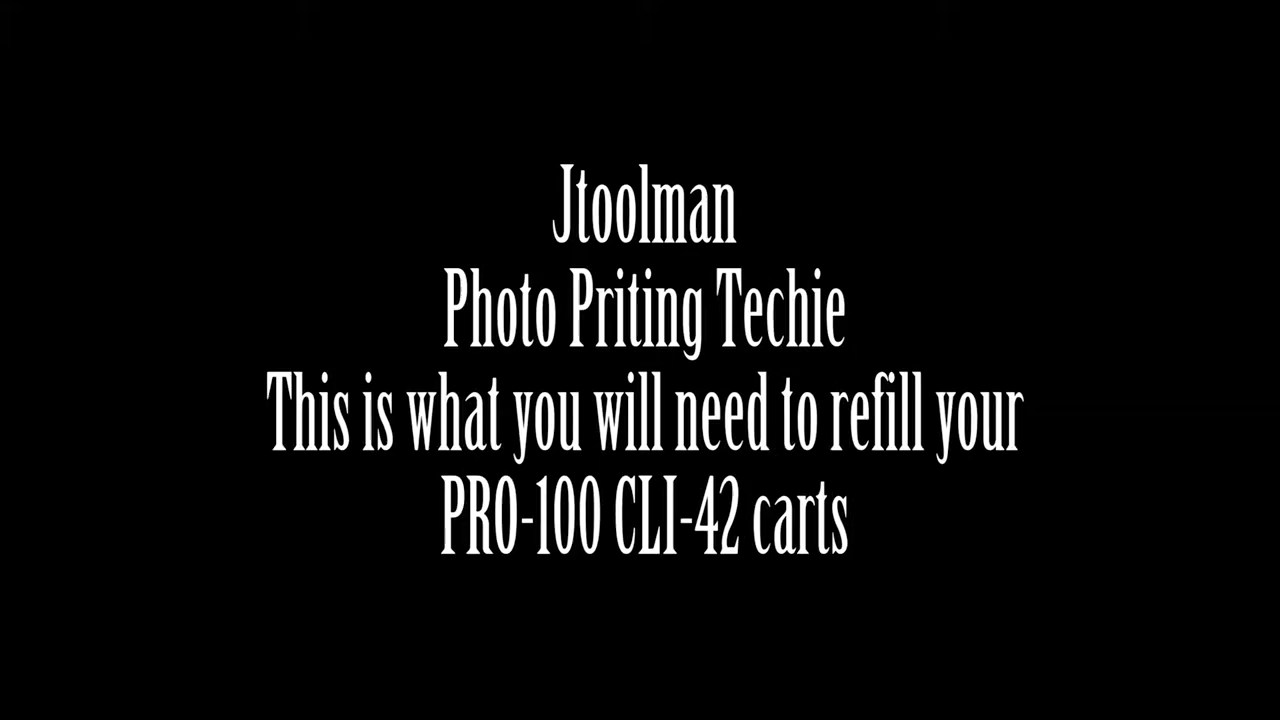 Jtoolman
Photo Priting Techie
This is what you will need to refill your
PRO-100 CLI-42 carts